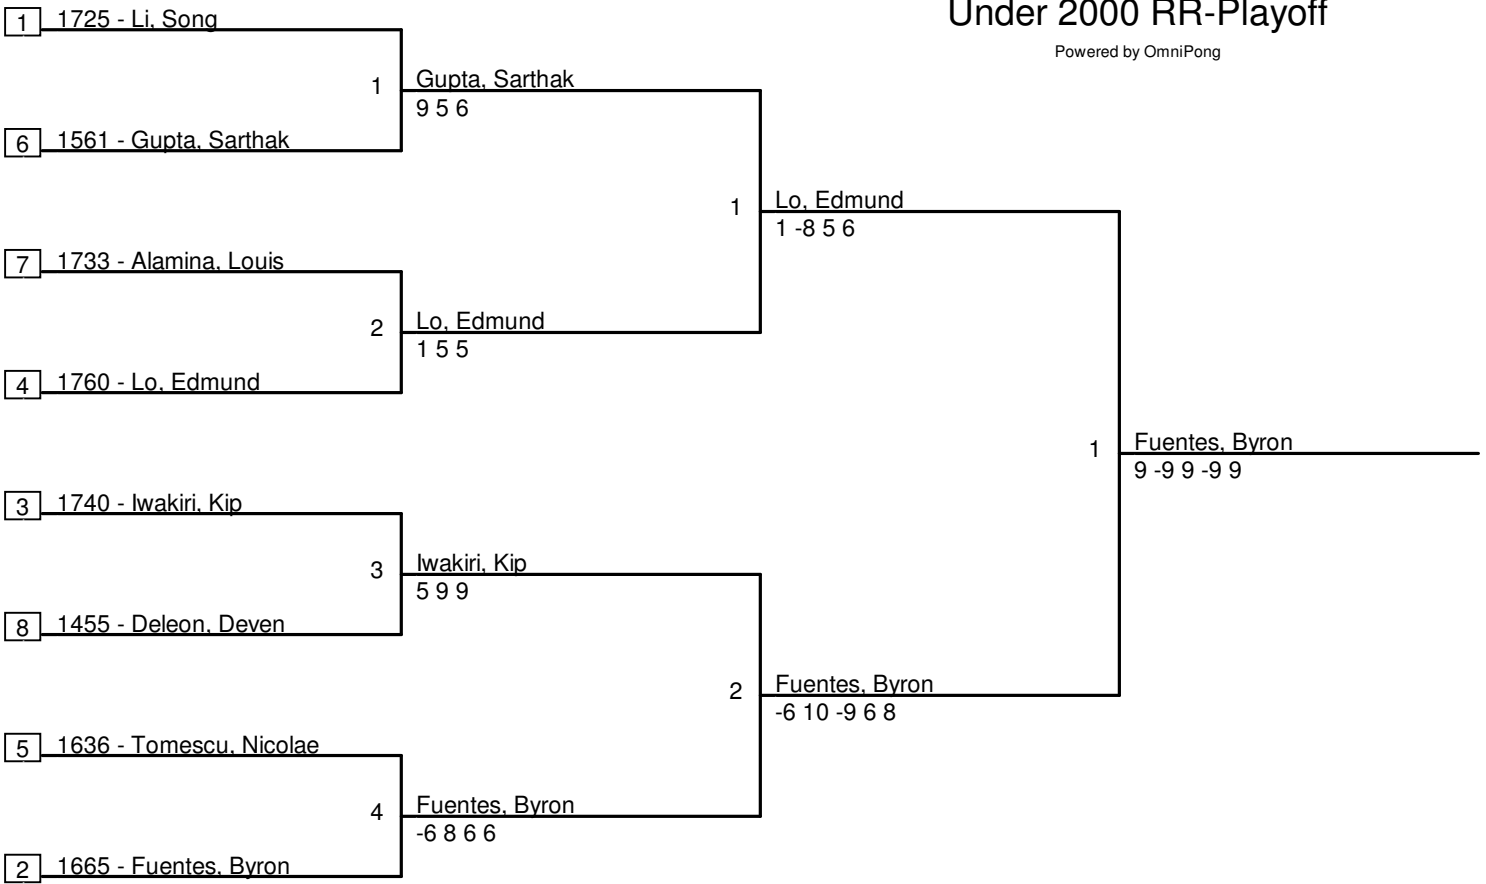 Under 2000 RR-Playoff
Powered by OmniPong
1 1725 - Li, Song
1 Gupta, Sarthak
9 5 6
6 1561 - Gupta, Sarthak
1 Lo, Edmund
1 -8 5 6
7 1733 - Alamina, Louis
2 Lo, Edmund
1 5 5
4 1760 - Lo, Edmund
1 Fuentes, Byron
9 -9 9 -9 9
3 1740 - Iwakiri, Kip
3 Iwakiri, Kip
5 9 9
8 1455 - Deleon, Deven
2 Fuentes, Byron
-6 10 -9 6 8
5 1636 - Tomescu, Nicolae
4 Fuentes, Byron
-6 8 6 6
2 1665 - Fuentes, Byron